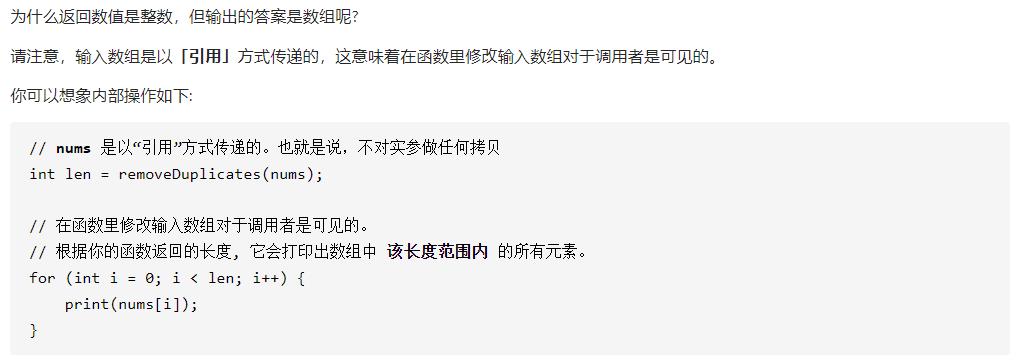 为什么返回数值是整数，但输出的答案是数组呢?
请注意，输入数组是以「引用」方式传递的，这意味着在函数里修改输入数组对于调用者是可见的。
你可以想象内部操作如下:
// nums 是以“引用”方式传递的。也就是说，不对实参做任何拷贝
int len = removeDuplicates(nums);
// 在函数里修改输入数组对于调用者是可见的。
// 根据你的函数返回的长度, 它会打印出数组中 该长度范围内 的所有元素。
for (int i = 0; i < len; i++) {
    print(nums[i]);
}